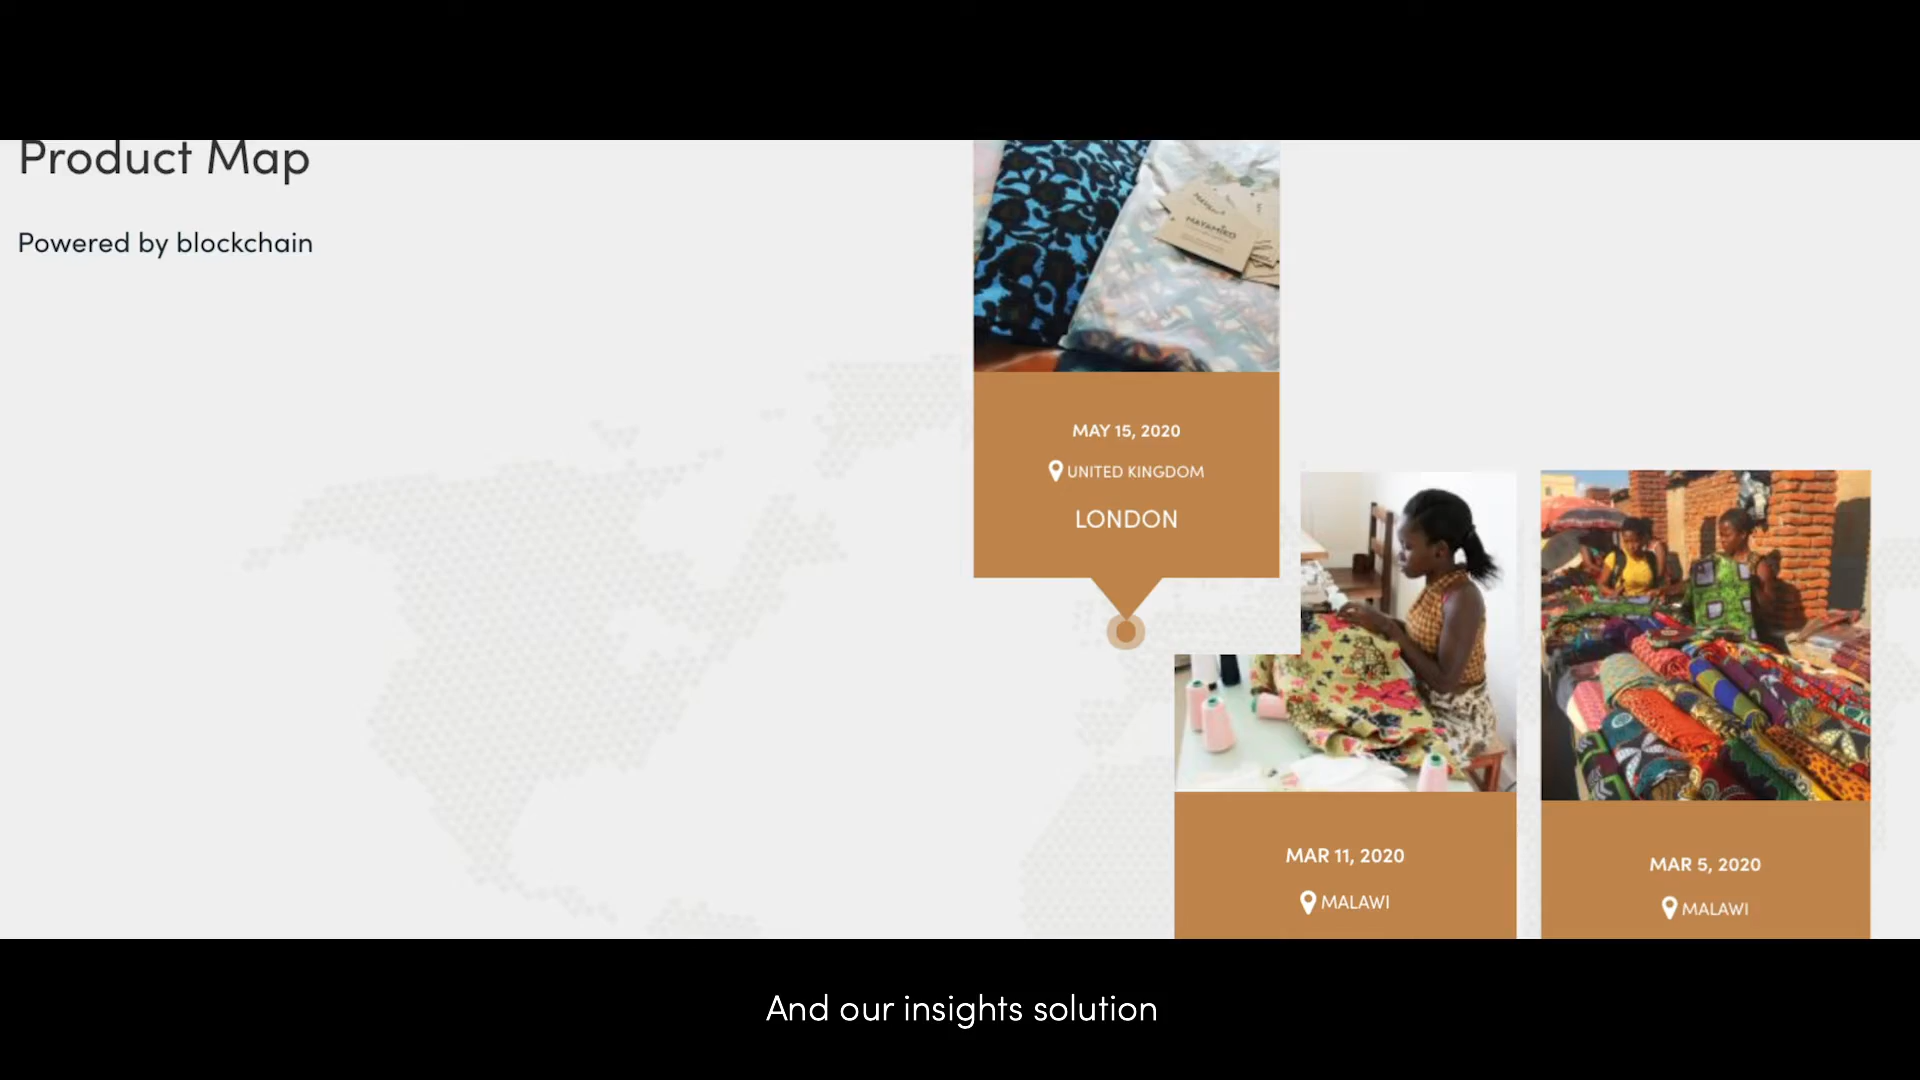 Product Map
Powered by blockchain
MAYAMIKO
MAY 15, 2020
UNITED KINGDOM
LONDON
MAR 11, 2020
MALAWI
MAR 5, 2020
MALAWI
And our insights solution